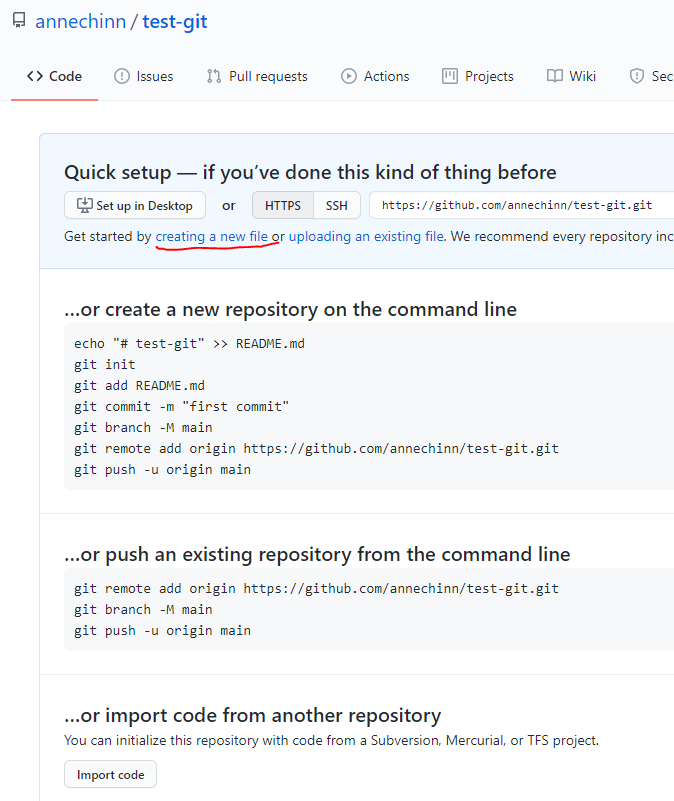 annechinn / test-git
Code Issues Pull requests Actions Projects Wiki Sec
Quick setup — if you’ve done this kind of thing before
Set up in Desktop or HTTPS SSH https://github.com/annechinn/test-git.git
Get started by creating a new file or uploading an existing file. We recommend every repository inc
…or create a new repository on the command line
echo "# test-git" >> README.md
git init
git add README.md
git commit -m "first commit"
git branch -M main
git remote add origin https://github.com/annechinn/test-git.git
git push -u origin main
…or push an existing repository from the command line
git remote add origin https://github.com/annechinn/test-git.git
git branch -M main
git push -u origin main
…or import code from another repository
You can initialize this repository with code from a Subversion, Mercurial, or TFS project.
Import code